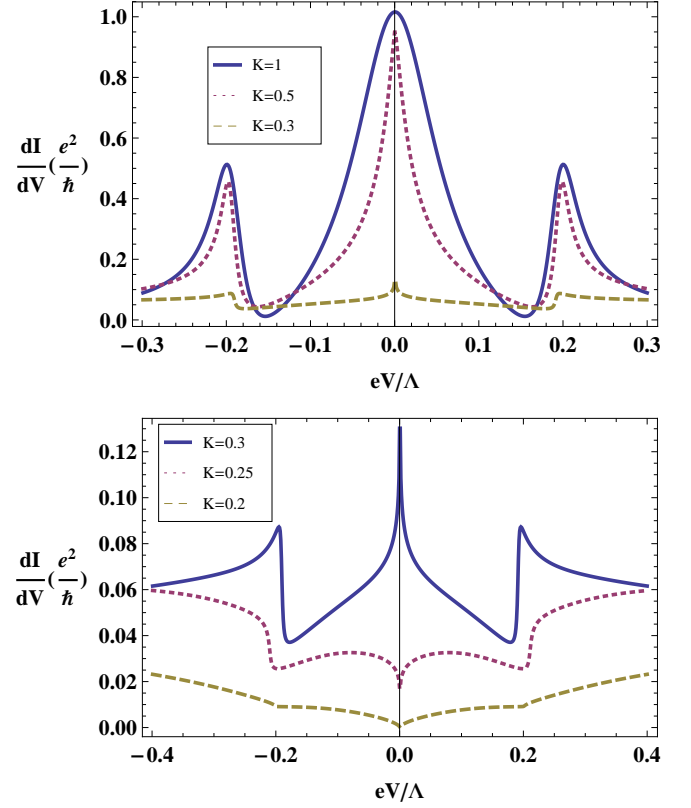 1.0
0.8
0.6
0.4
0.2
0.0
dI/dV (e²/ℏ)
K=1
K=0.5
K=0.3
−0.3 −0.2 −0.1 0.0 0.1 0.2 0.3
eV/Λ
0.12
0.10
0.08
0.06
0.04
0.02
0.00
dI/dV (e²/ℏ)
K=0.3
K=0.25
K=0.2
−0.4 −0.2 0.0 0.2 0.4
eV/Λ